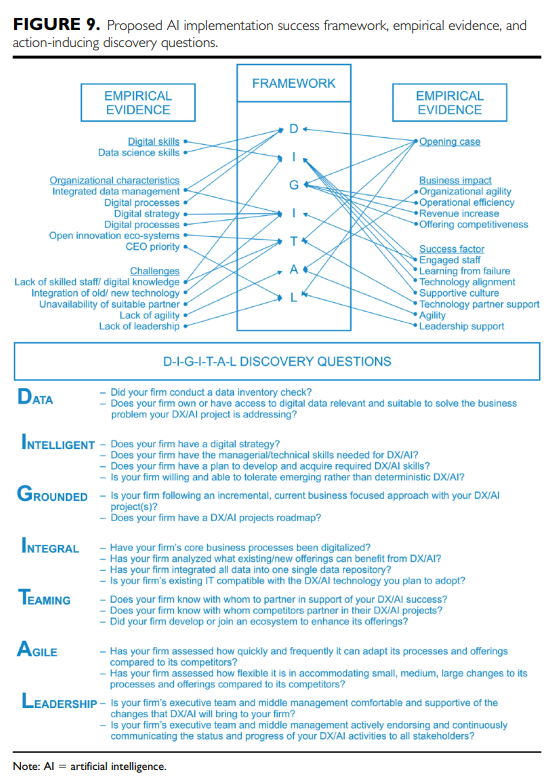 FIGURE 9. Proposed AI implementation success framework, empirical evidence, and
action-inducing discovery questions.
EMPIRICAL
EVIDENCE
FRAMEWORK
EMPIRICAL
EVIDENCE
Digital skills
Data science skills
Organizational characteristics
Integrated data management
Digital processes
Digital strategy
Digital processes
Open innovation eco-systems
CEO priority
Challenges
Lack of skilled staff/ digital knowledge
Integration of old/ new technology
Unavailability of suitable partner
Lack of agility
Lack of leadership
D
I
G
I
T
A
L
Opening case
Business impact
Organizational agility
Operational efficiency
Revenue increase
Offering competitiveness
Success factor
Engaged staff
Learning from failure
Technology alignment
Supportive culture
Technology partner support
Agility
Leadership support
D-I-G-I-T-A-L DISCOVERY QUESTIONS
DATA
– Did your firm conduct a data inventory check?
– Does your firm own or have access to digital data relevant and suitable to solve the business
problem your DX/AI project is addressing?
INTELLIGENT – Does your firm have a digital strategy?
– Does your firm have the managerial/technical skills needed for DX/AI?
– Does your firm have a plan to develop and acquire required DX/AI skills?
– Is your firm willing and able to tolerate emerging rather than deterministic DX/AI?
GROUNDED – Is your firm following an incremental, current business focused approach with your DX/AI
project(s)?
– Does your firm have a DX/AI projects roadmap?
INTEGRAL – Have your firm's core business processes been digitalized?
– Has your firm analyzed what existing/new offerings can benefit from DX/AI?
– Has your firm integrated all data into one single data repository?
– Is your firm's existing IT compatible with the DX/AI technology you plan to adopt?
TEAMING – Does your firm know with whom to partner in support of your DX/AI success?
– Does your firm know with whom competitors partner in their DX/AI projects?
– Did your firm develop or join an ecosystem to enhance its offerings?
AGILE – Has your firm assessed how quickly and frequently it can adapt its processes and offerings
compared to its competitors?
– Has your firm assessed how flexible it is in accommodating small, medium, large changes to its
processes and offerings compared to its competitors?
LEADERSHIP – Is your firm's executive team and middle management comfortable and supportive of the
changes that DX/AI will bring to your firm?
– Is your firm's executive team and middle management actively endorsing and continuously
communicating the status and progress of your DX/AI activities to all stakeholders?
Note: AI = artificial intelligence.